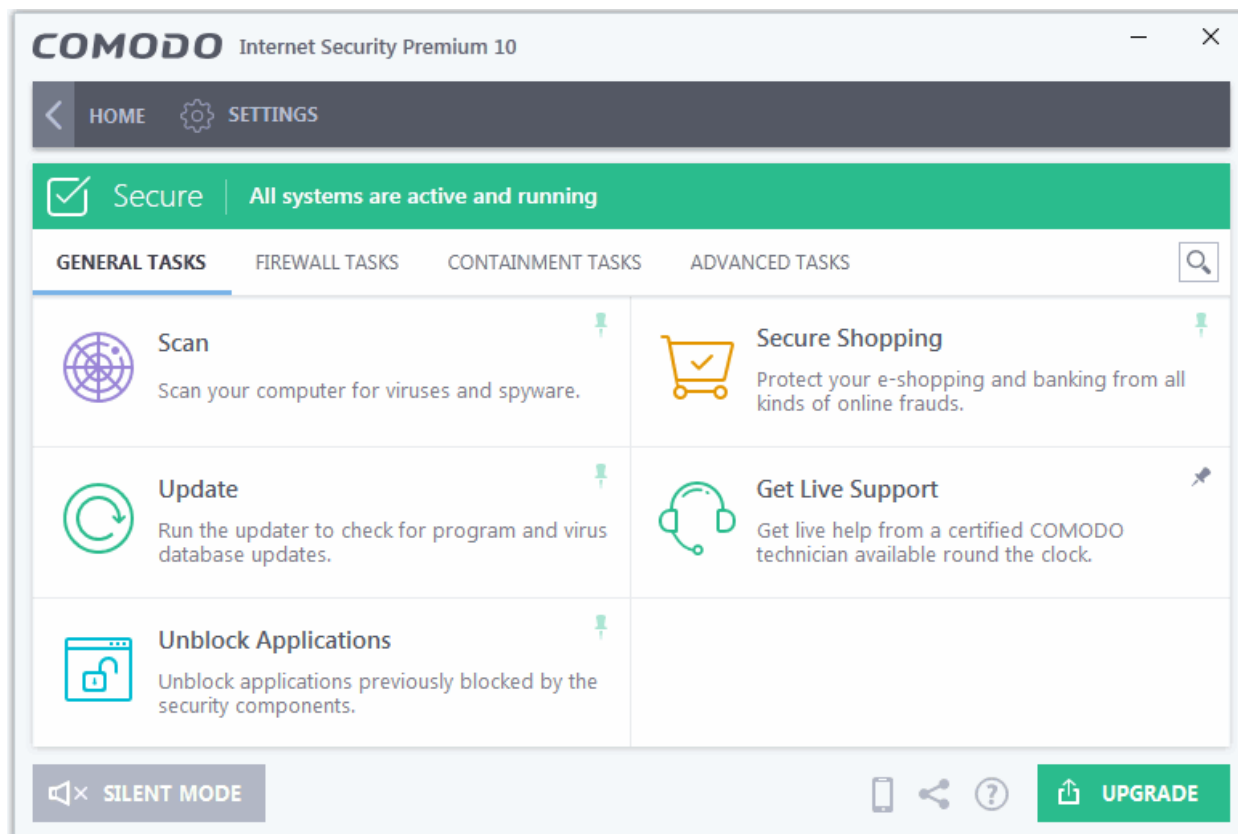 COMODO Internet Security Premium 10
HOME SETTINGS
Secure All systems are active and running
GENERAL TASKS FIREWALL TASKS CONTAINMENT TASKS ADVANCED TASKS
Scan
Scan your computer for viruses and spyware.
Secure Shopping
Protect your e-shopping and banking from all
kinds of online frauds.
Update
Run the updater to check for program and virus
database updates.
Get Live Support
Get live help from a certified COMODO
technician available round the clock.
Unblock Applications
Unblock applications previously blocked by the
security components.
SILENT MODE
?
UPGRADE